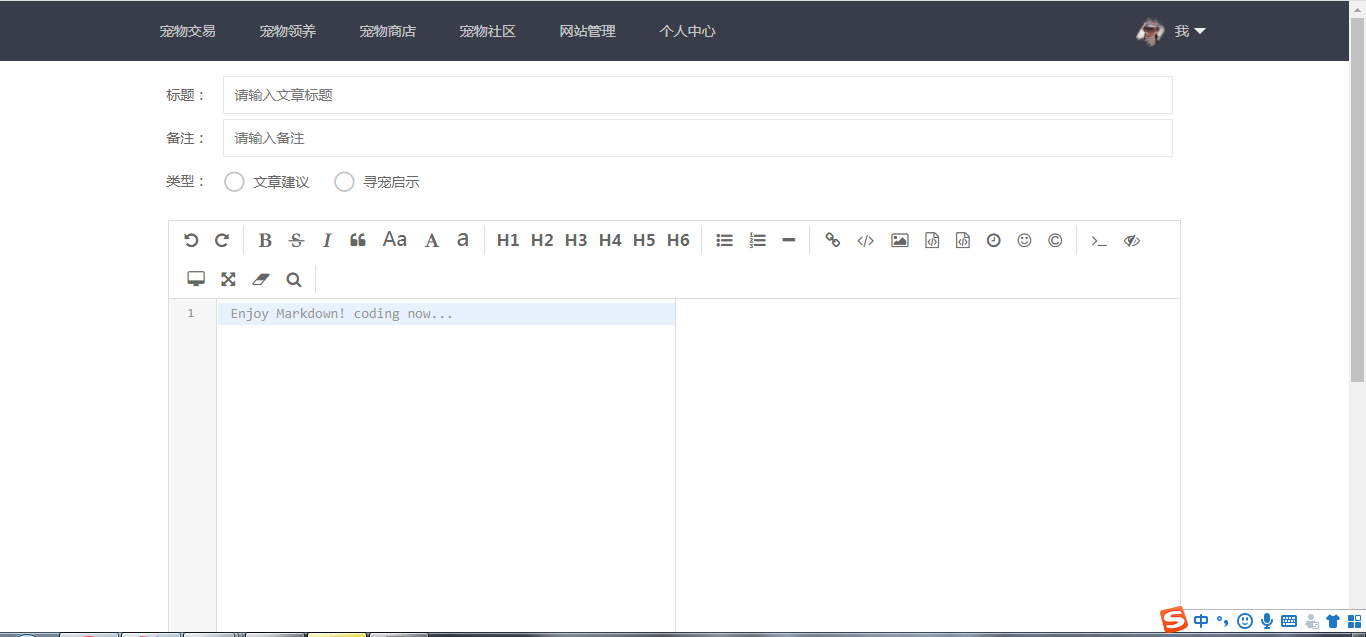 宠物交易 宠物领养 宠物商店 宠物社区 网站管理 个人中心 我
标题： 请输入文章标题
备注： 请输入备注
类型： 文章建议 寻宠启示
B S I Aa A a H1 H2 H3 H4 H5 H6
1 Enjoy Markdown! coding now...
中